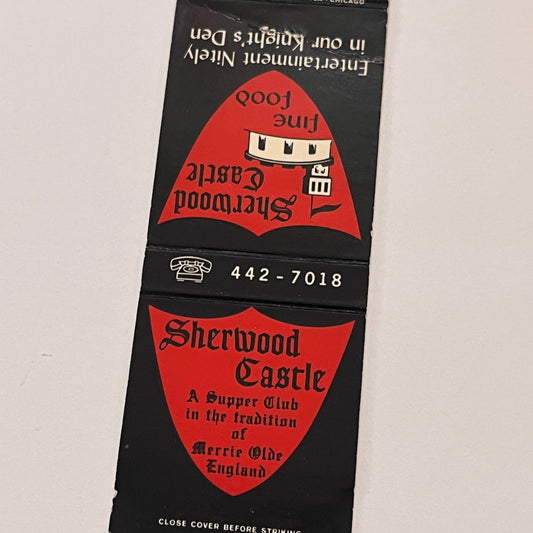 CHICAGO
Entertainment Nitely
in our Knight's Den
Sherwood
Castle
fine
food
442-7018
Sherwood
Castle
A Supper Club
in the tradition
of
Merrie Olde
England
CLOSE COVER BEFORE STRIKING